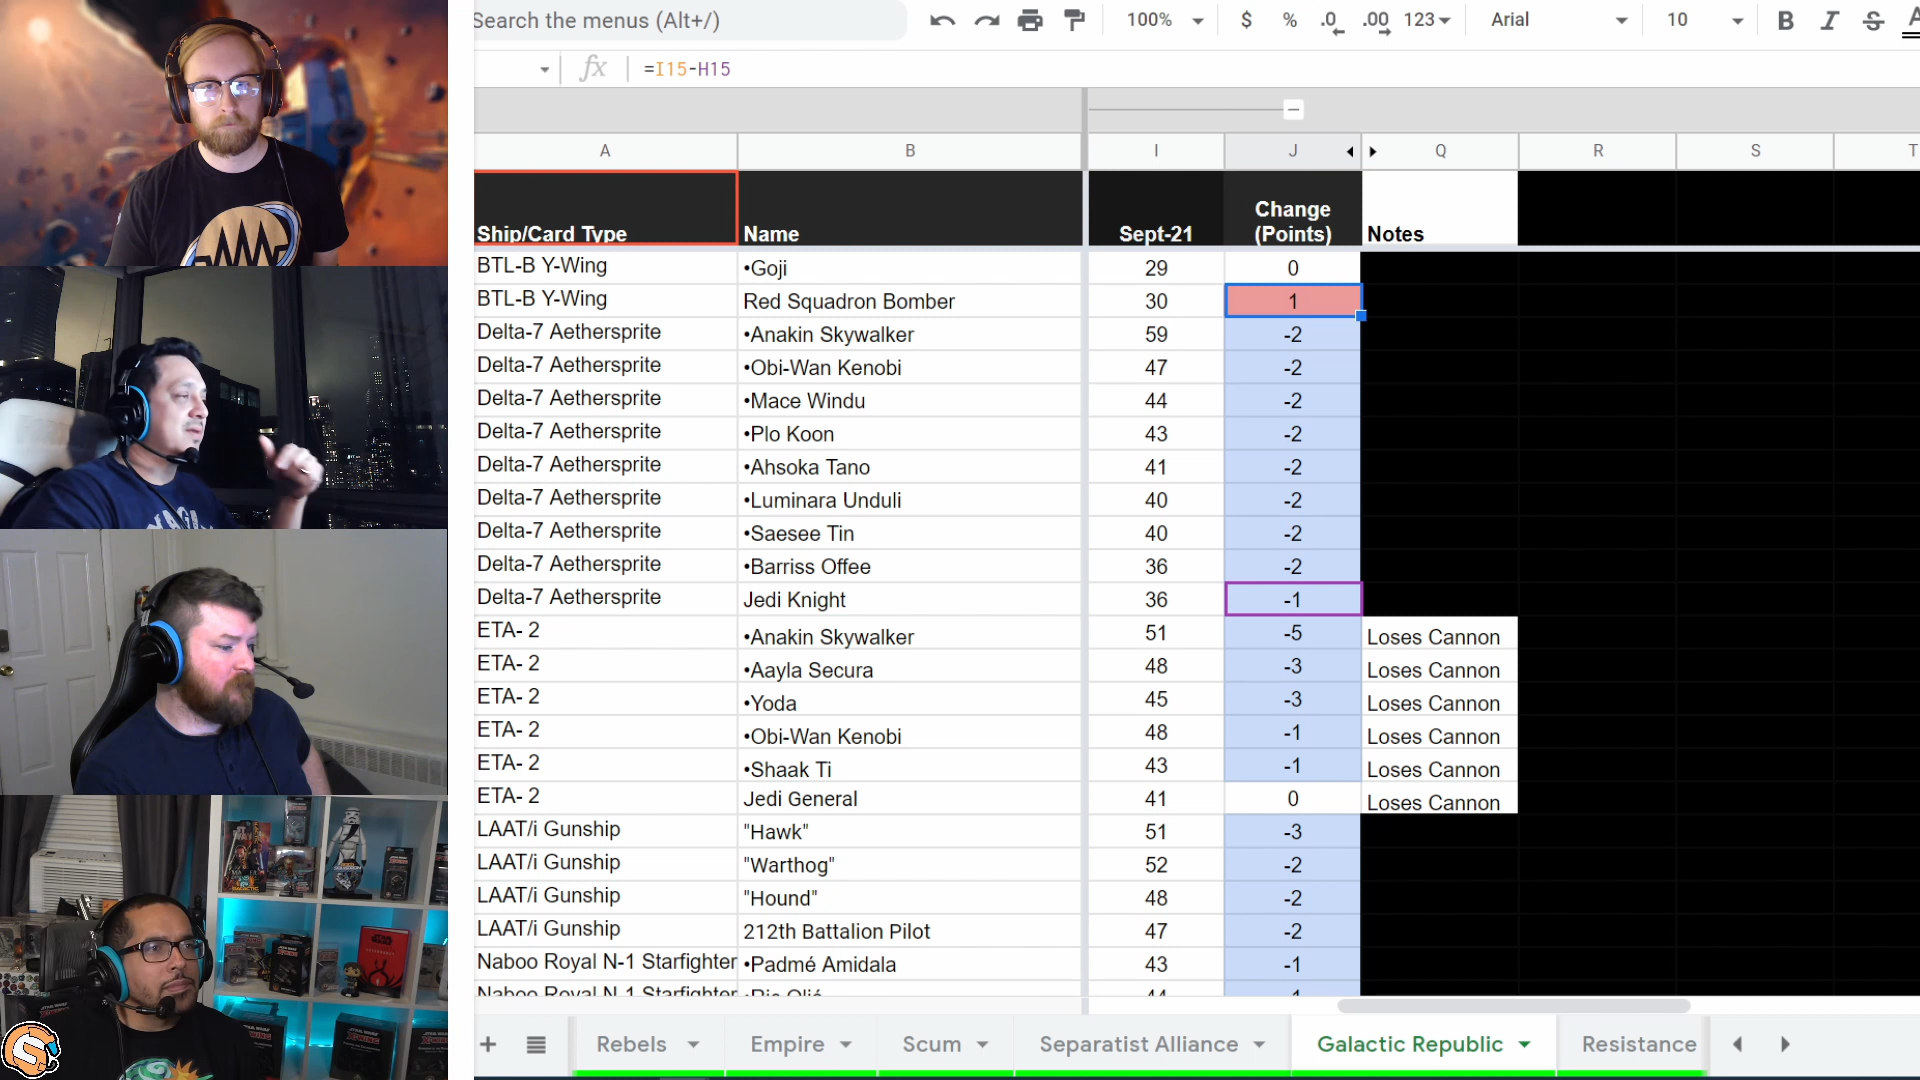 Search the menus (Alt+/)
100%
$ % .0 .00 123
Arial
10
B I S A
fx =I15-H15
A B I J Q R S T
Ship/Card Type Name Sept-21 Change (Points) Notes
BTL-B Y-Wing •Goji 29 0
BTL-B Y-Wing Red Squadron Bomber 30 1
Delta-7 Aethersprite •Anakin Skywalker 59 -2
Delta-7 Aethersprite •Obi-Wan Kenobi 47 -2
Delta-7 Aethersprite •Mace Windu 44 -2
Delta-7 Aethersprite •Plo Koon 43 -2
Delta-7 Aethersprite •Ahsoka Tano 41 -2
Delta-7 Aethersprite •Luminara Unduli 40 -2
Delta-7 Aethersprite •Saesee Tin 40 -2
Delta-7 Aethersprite •Barriss Offee 36 -2
Delta-7 Aethersprite Jedi Knight 36 -1
ETA- 2 •Anakin Skywalker 51 -5 Loses Cannon
ETA- 2 •Aayla Secura 48 -3 Loses Cannon
ETA- 2 •Yoda 45 -3 Loses Cannon
ETA- 2 •Obi-Wan Kenobi 48 -1 Loses Cannon
ETA- 2 •Shaak Ti 43 -1 Loses Cannon
ETA- 2 Jedi General 41 0 Loses Cannon
LAAT/i Gunship "Hawk" 51 -3
LAAT/i Gunship "Warthog" 52 -2
LAAT/i Gunship "Hound" 48 -2
LAAT/i Gunship 212th Battalion Pilot 47 -2
Naboo Royal N-1 Starfighter •Padmé Amidala 43 -1
Naboo Royal N-1 Starfighter •Ric Olié 44
Rebels Empire Scum Separatist Alliance Galactic Republic Resistance